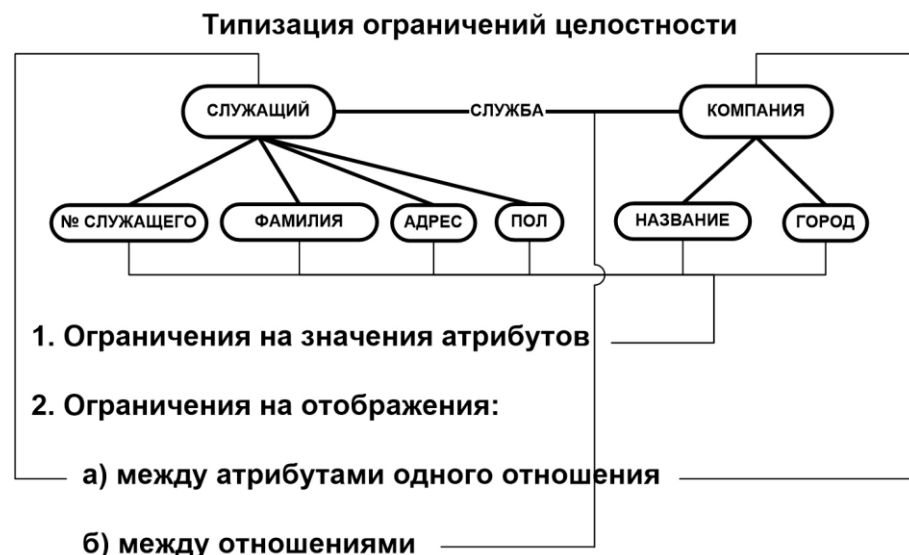 Типизация ограничений целостности
СЛУЖАЩИЙ СЛУЖБА КОМПАНИЯ
№ СЛУЖАЩЕГО ФАМИЛИЯ АДРЕС ПОЛ НАЗВАНИЕ ГОРОД
1. Ограничения на значения атрибутов
2. Ограничения на отображения:
а) между атрибутами одного отношения
б) между отношениями